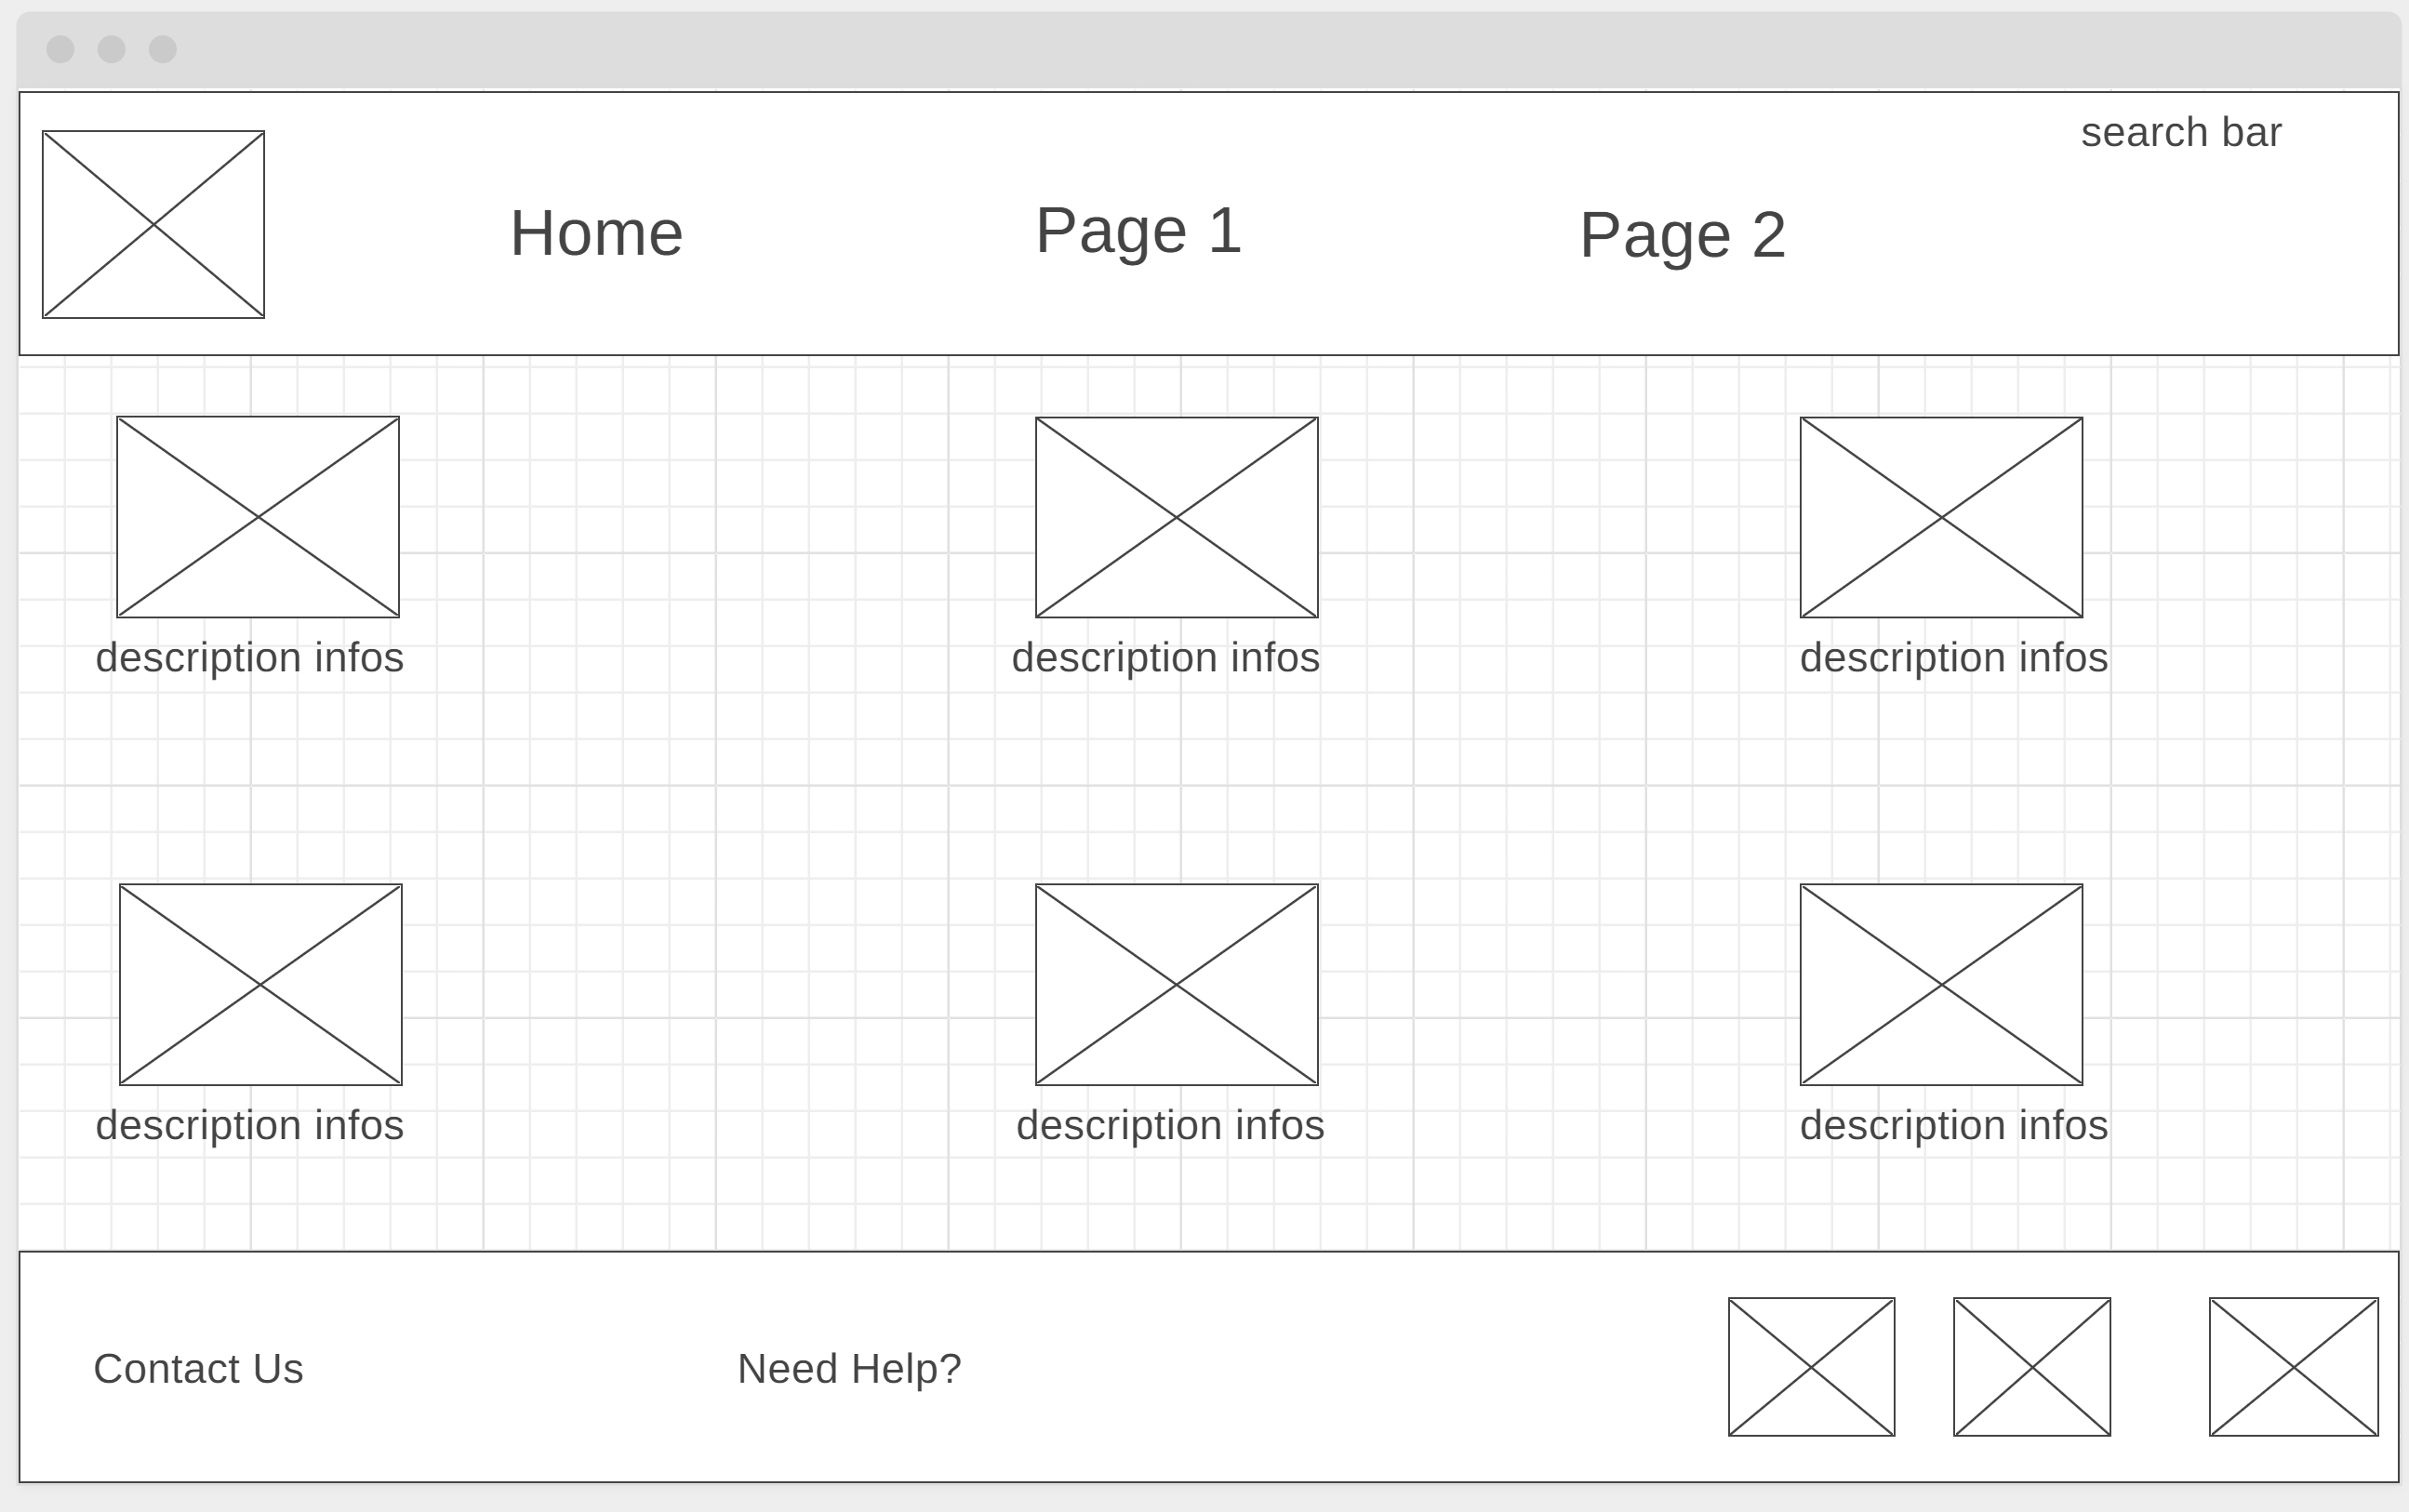 search bar
Home
Page 1
Page 2
description infos
description infos
description infos
description infos
description infos
description infos
Contact Us
Need Help?